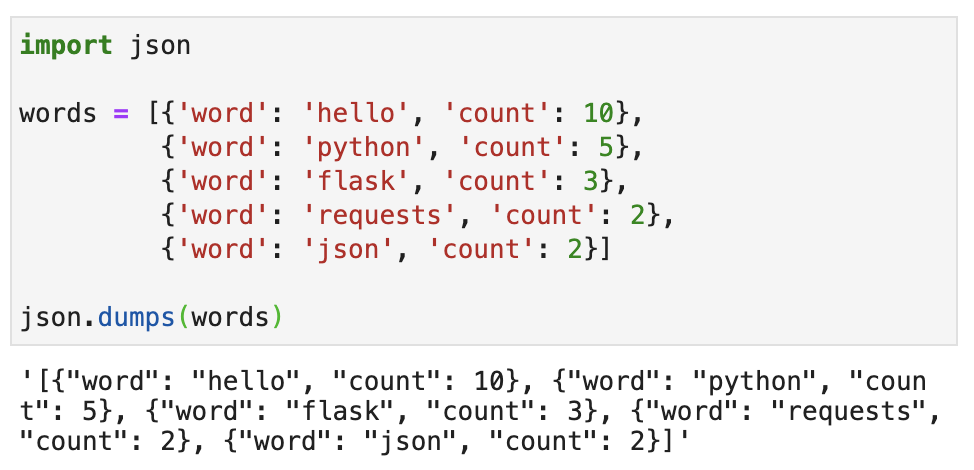 import json
words = [{'word': 'hello', 'count': 10},
{'word': 'python', 'count': 5},
{'word': 'flask', 'count': 3},
{'word': 'requests', 'count': 2},
{'word': 'json', 'count': 2}]
json.dumps(words)
'[{"word": "hello", "count": 10}, {"word": "python", "coun
t": 5}, {"word": "flask", "count": 3}, {"word": "requests",
"count": 2}, {"word": "json", "count": 2}]'